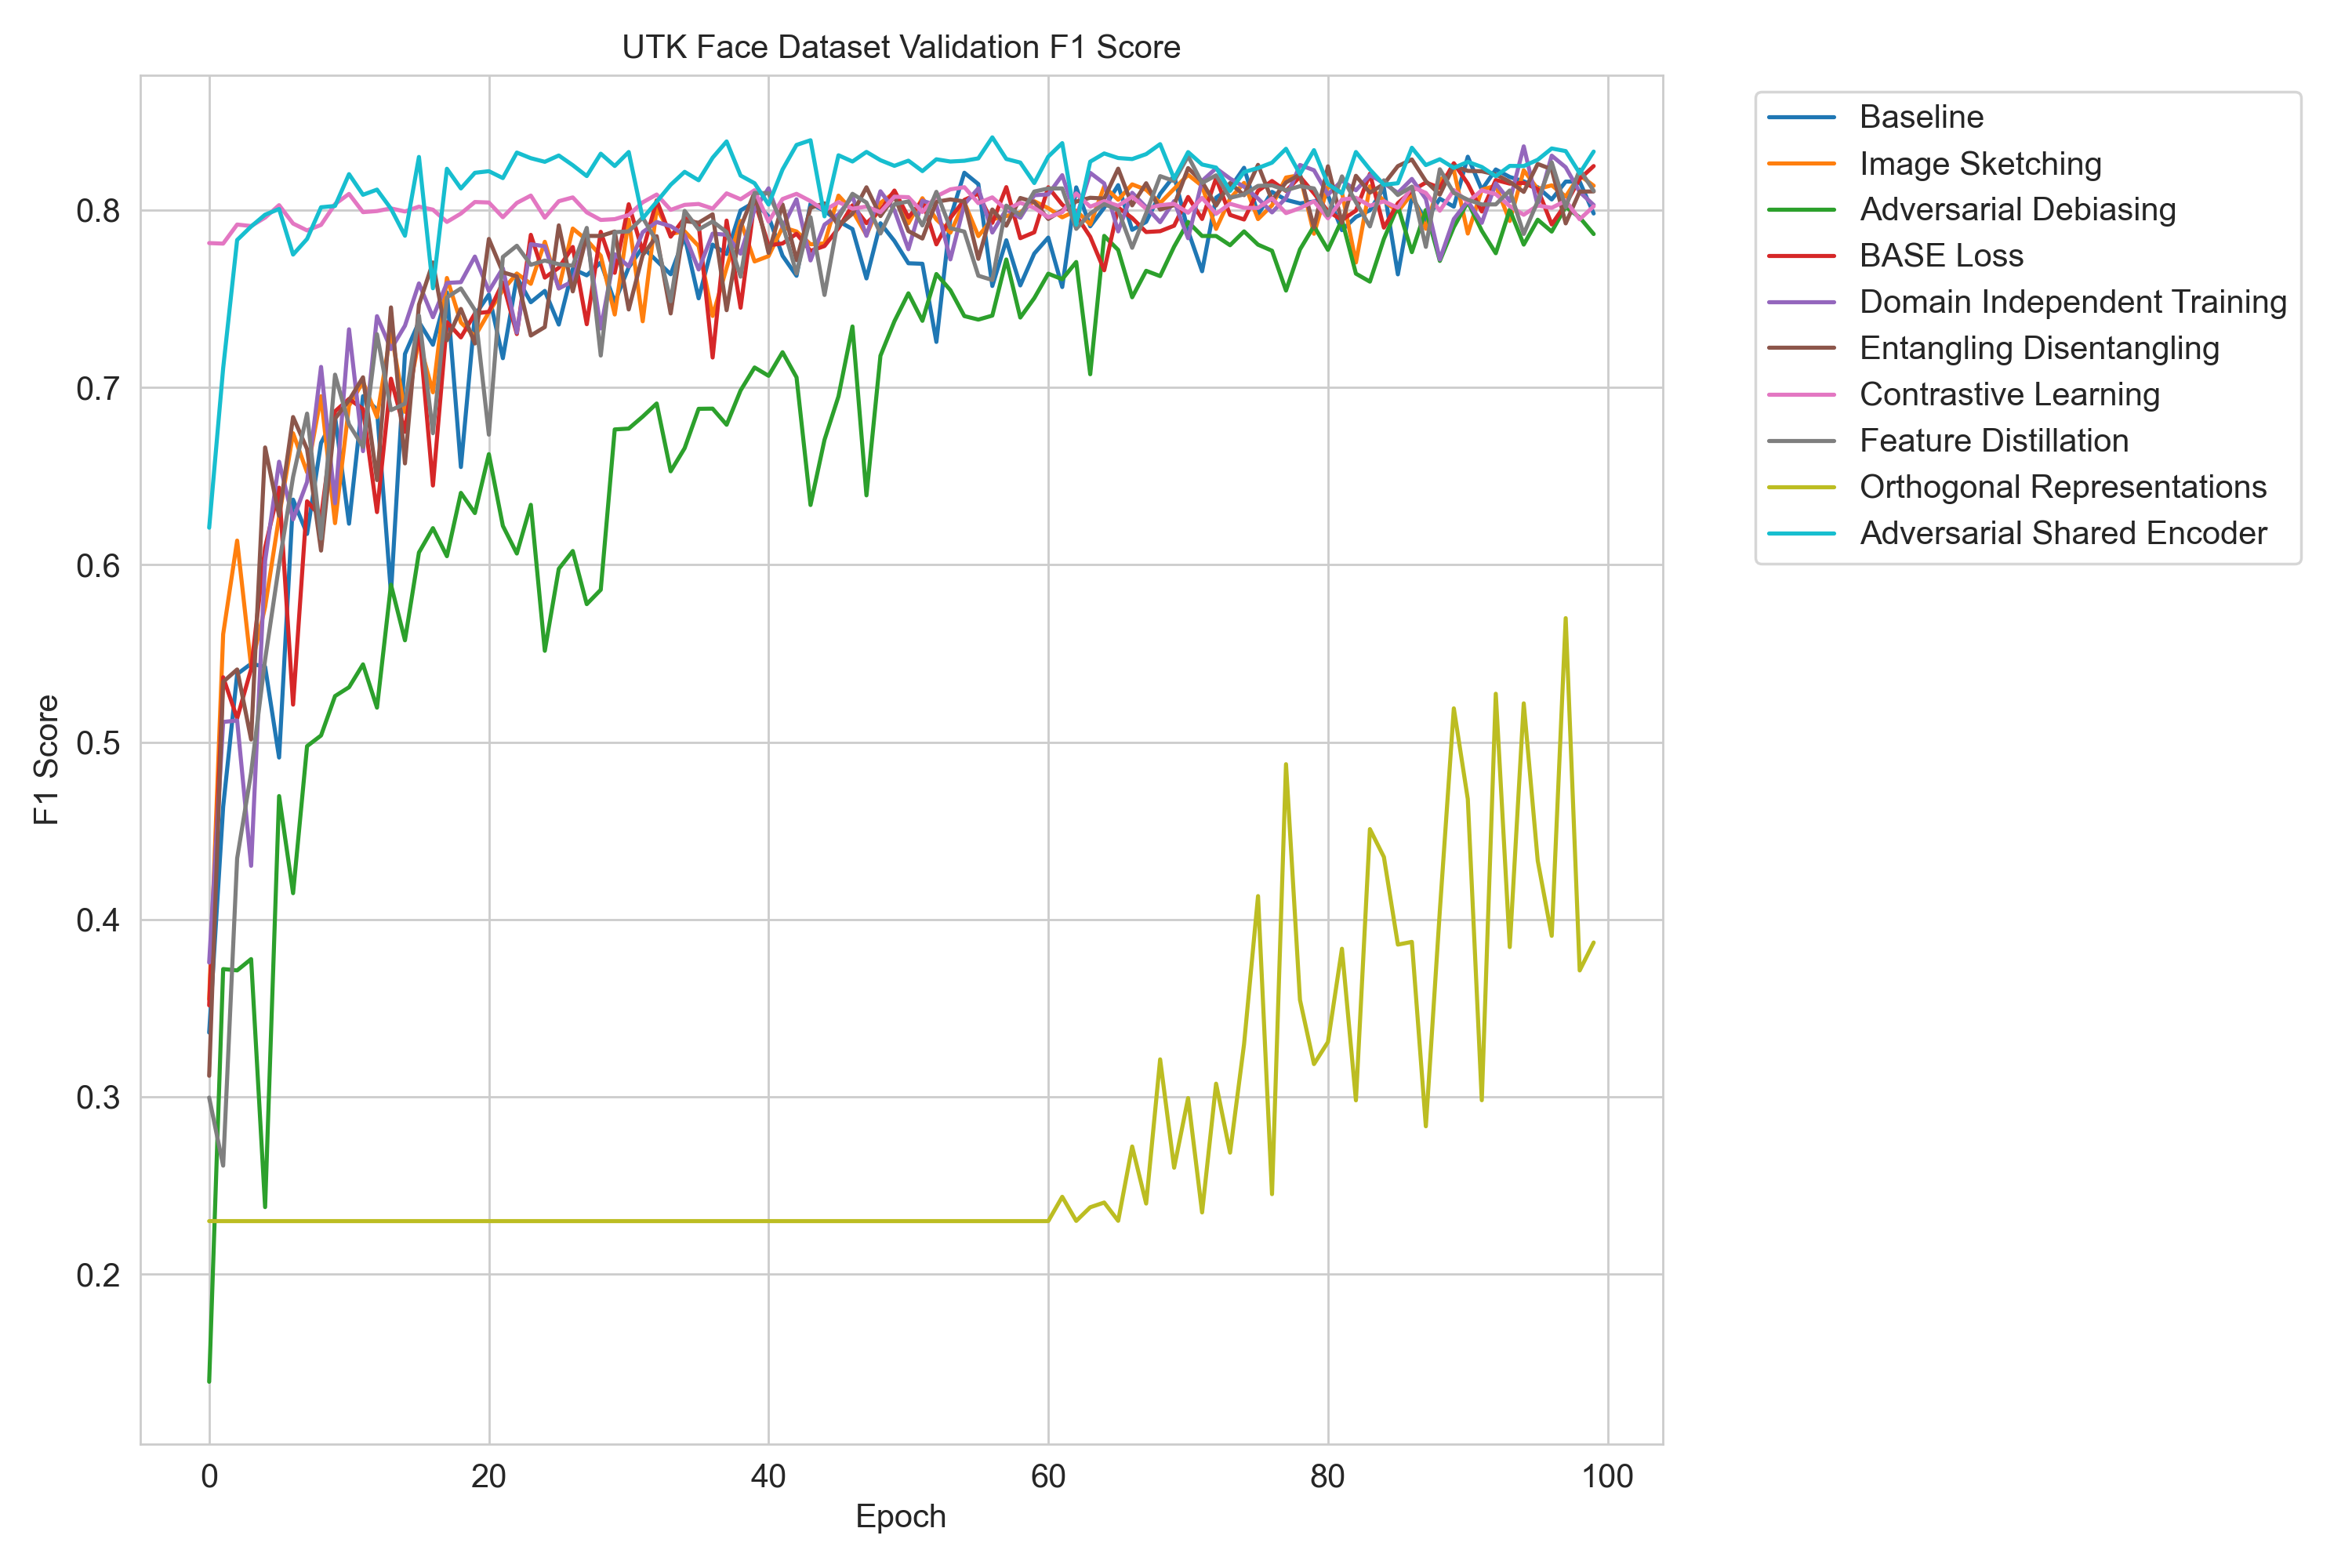 UTK Face Dataset Validation F1 Score
Baseline
Image Sketching
Adversarial Debiasing
BASE Loss
Domain Independent Training
Entangling Disentangling
Contrastive Learning
Feature Distillation
Orthogonal Representations
Adversarial Shared Encoder
F1 Score
0.8
0.7
0.6
0.5
0.4
0.3
0.2
0 20 40 60 80 100
Epoch